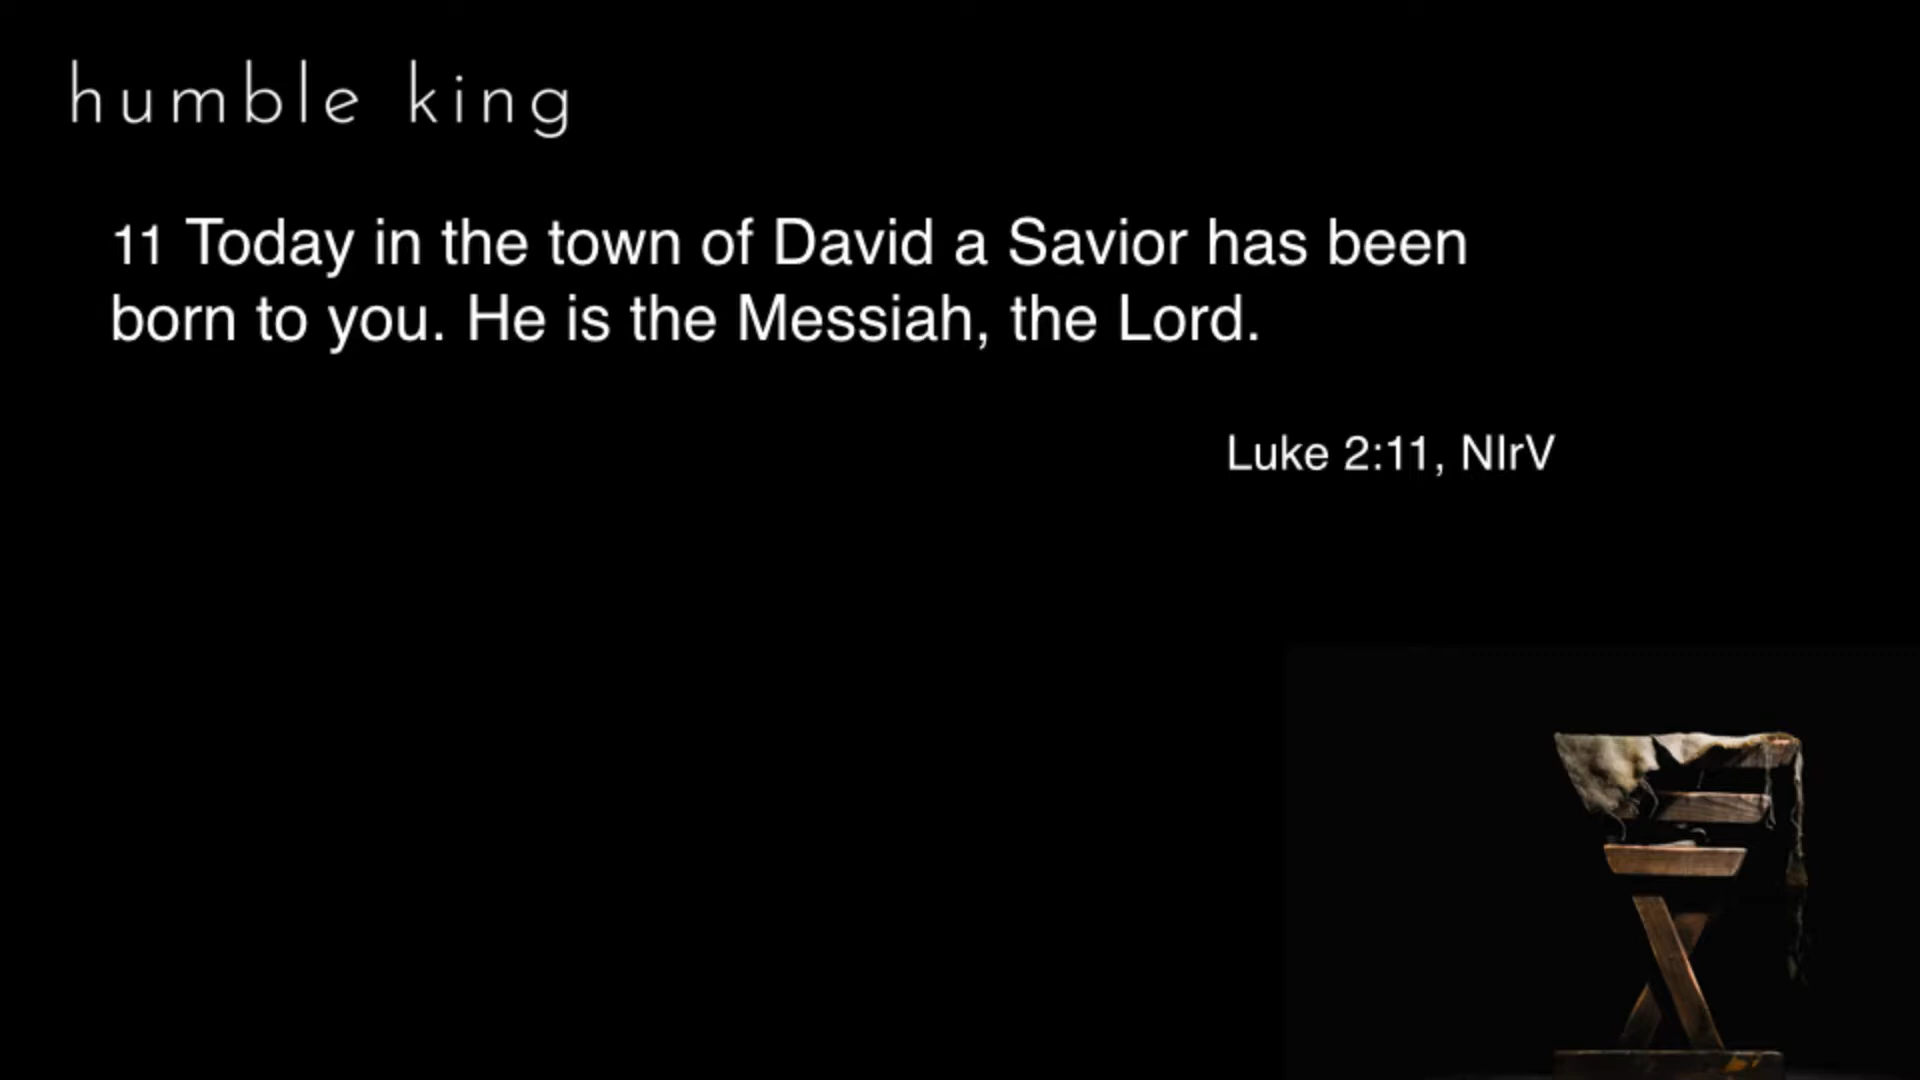 humble king
11 Today in the town of David a Savior has been
born to you. He is the Messiah, the Lord.
Luke 2:11, NIrV